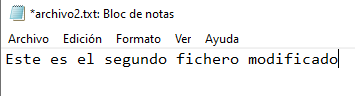 *archivo2.txt: Bloc de notas
Archivo Edición Formato Ver Ayuda
Este es el segundo fichero modificado